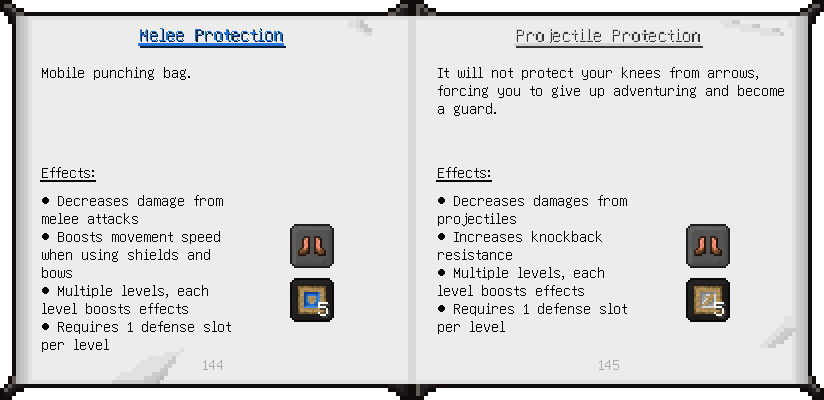 Melee Protection
Mobile punching bag.
Effects:
• Decreases damage from
melee attacks
• Boosts movement speed
when using shields and
bows
• Multiple levels, each
level boosts effects
• Requires 1 defense slot
per level
5
144
Projectile Protection
It will not protect your knees from arrows,
forcing you to give up adventuring and become
a guard.
Effects:
• Decreases damages from
projectiles
• Increases knockback
resistance
• Multiple levels, each
level boosts effects
• Requires 1 defense slot
per level
5
145